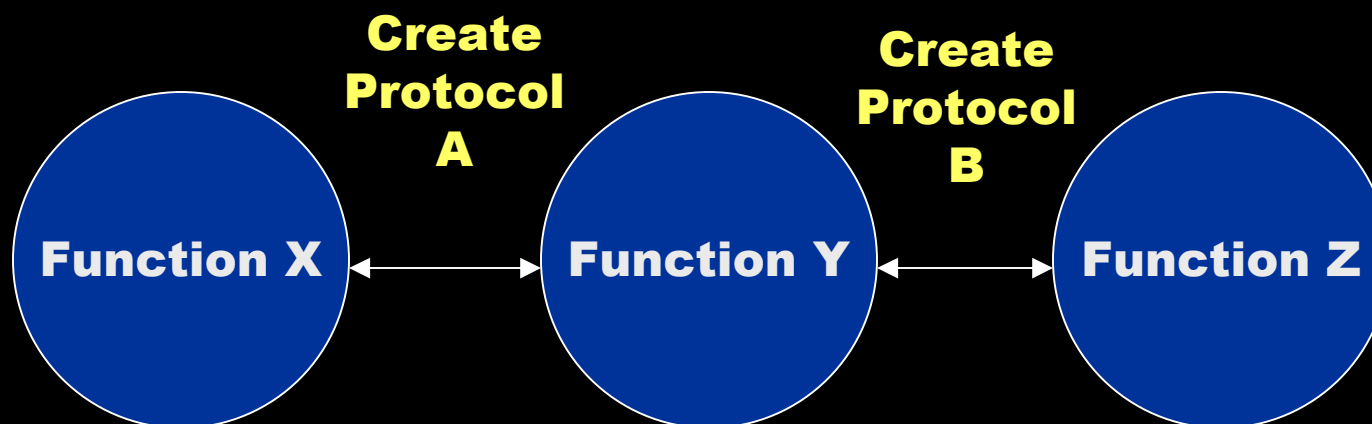 Create
Protocol
A
Create
Protocol
B
Function X
Function Y
Function Z